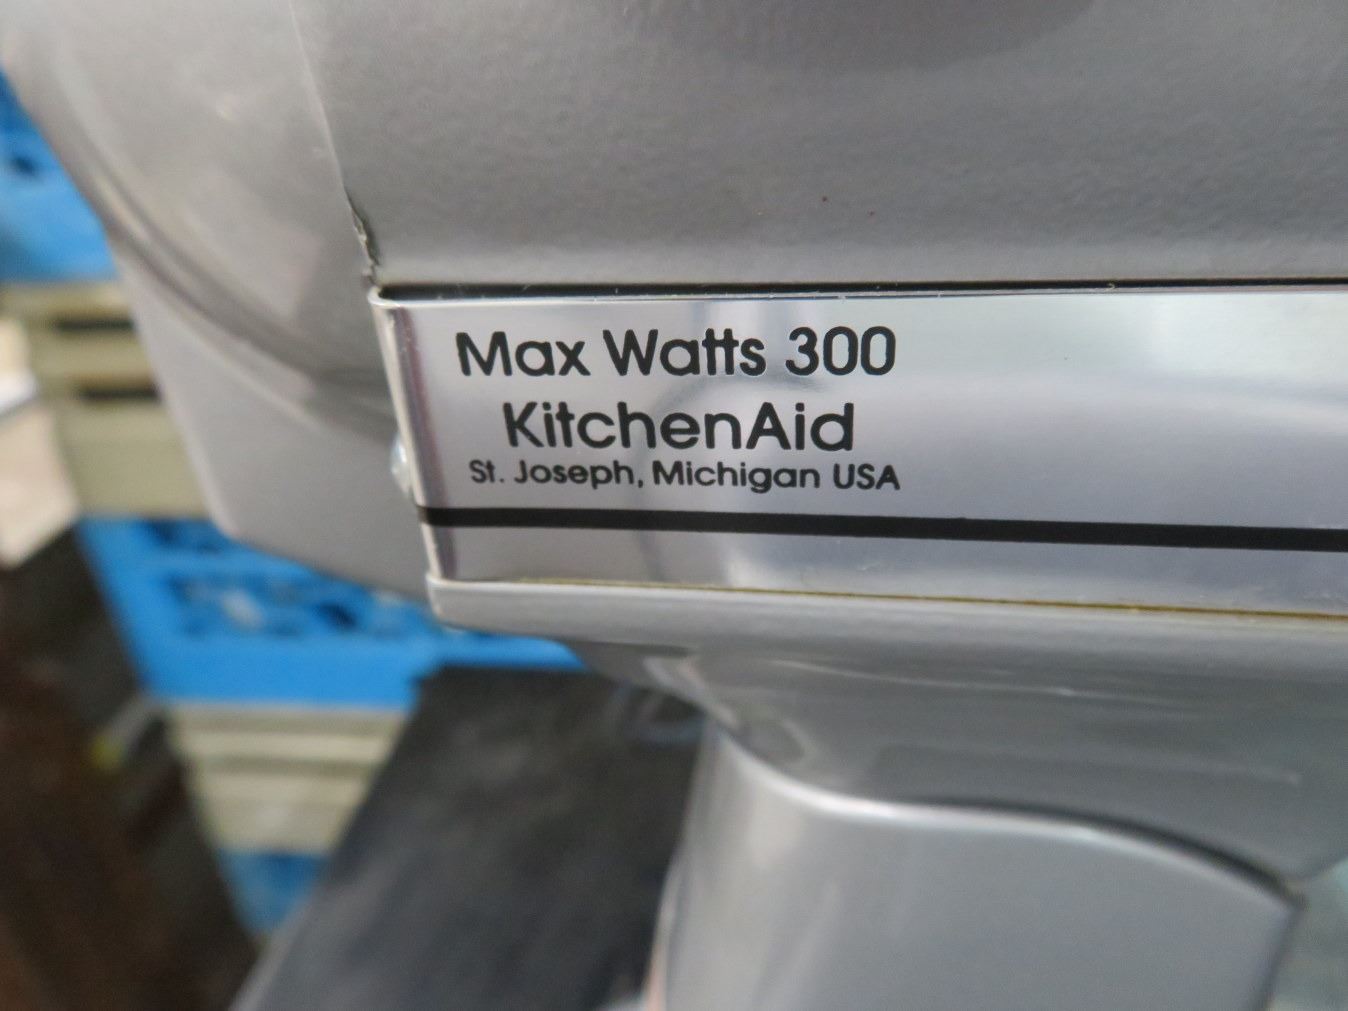 Max Watts 300
KitchenAid
St. Joseph, Michigan USA